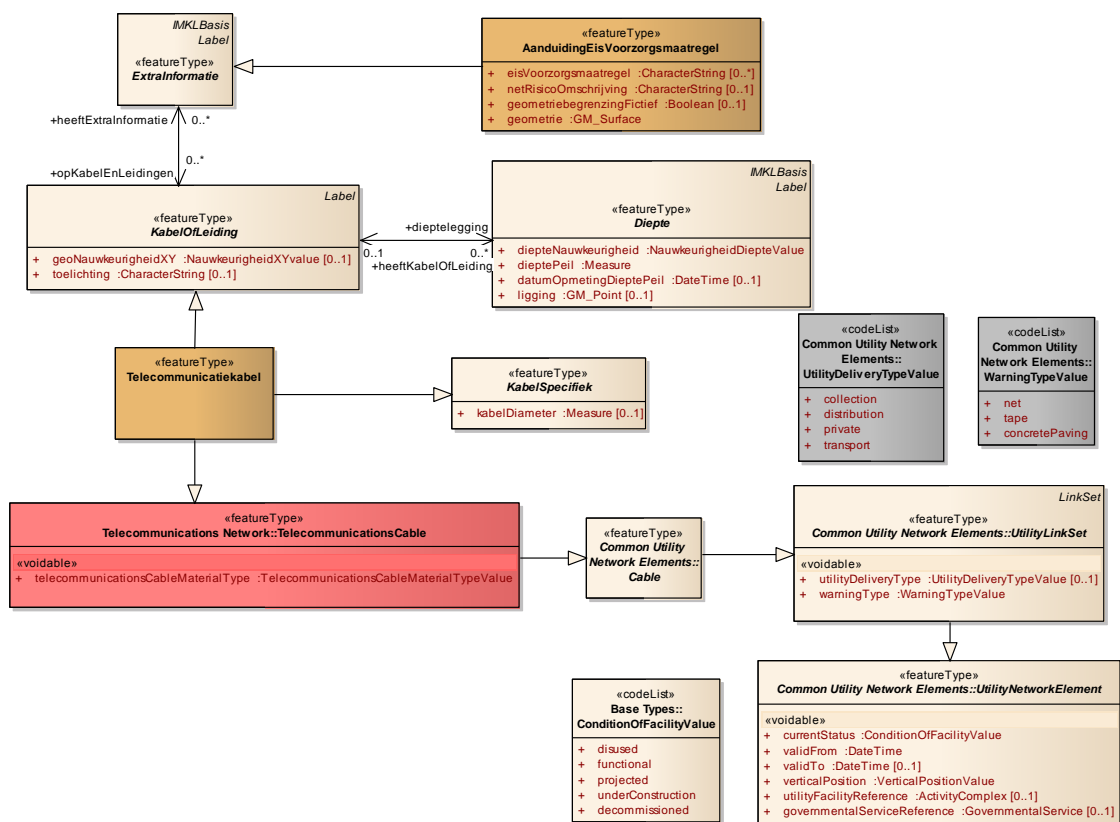 IMKLBasis
Label
«featureType»
ExtraInformatie
«featureType»
AanduidingEisVoorzorgsmaatregel
+ eisVoorzorgsmaatregel :CharacterString [0..*]
+ netRisicoOmschrijving :CharacterString [0..1]
+ geometriebegrenzingFictief :Boolean [0..1]
+ geometrie :GM_Surface
+heeftExtraInformatie 0..*
0..*
+opKabelEnLeidingen
Label
«featureType»
KabelOfLeiding
+ geoNauwkeurigheidXY :NauwkeurigheidXYvalue [0..1]
+ toelichting :CharacterString [0..1]
+dieptelegging
0..1 0..*
+heeftKabelOfLeiding
IMKLBasis
Label
«featureType»
Diepte
+ diepteNauwkeurigheid :NauwkeurigheidDiepteValue
+ dieptePeil :Measure
+ datumOpmetingDieptePeil :DateTime [0..1]
+ ligging :GM_Point [0..1]
«featureType»
Telecommunicatiekabel
«featureType»
KabelSpecifiek
+ kabelDiameter :Measure [0..1]
«codeList»
Common Utility Network
Elements::
UtilityDeliveryTypeValue
+ collection
+ distribution
+ private
+ transport
«codeList»
Common Utility
Network Elements::
WarningTypeValue
+ net
+ tape
+ concretePaving
«featureType»
Telecommunications Network::TelecommunicationsCable
«voidable»
+ telecommunicationsCableMaterialType :TelecommunicationsCableMaterialTypeValue
«featureType»
Common Utility
Network Elements::
Cable
LinkSet
«featureType»
Common Utility Network Elements::UtilityLinkSet
«voidable»
+ utilityDeliveryType :UtilityDeliveryTypeValue [0..1]
+ warningType :WarningTypeValue
«codeList»
Base Types::
ConditionOfFacilityValue
+ disused
+ functional
+ projected
+ underConstruction
+ decommissioned
«featureType»
Common Utility Network Elements::UtilityNetworkElement
«voidable»
+ currentStatus :ConditionOfFacilityValue
+ validFrom :DateTime
+ validTo :DateTime [0..1]
+ verticalPosition :VerticalPositionValue
+ utilityFacilityReference :ActivityComplex [0..1]
+ governmentalServiceReference :GovernmentalService [0..1]